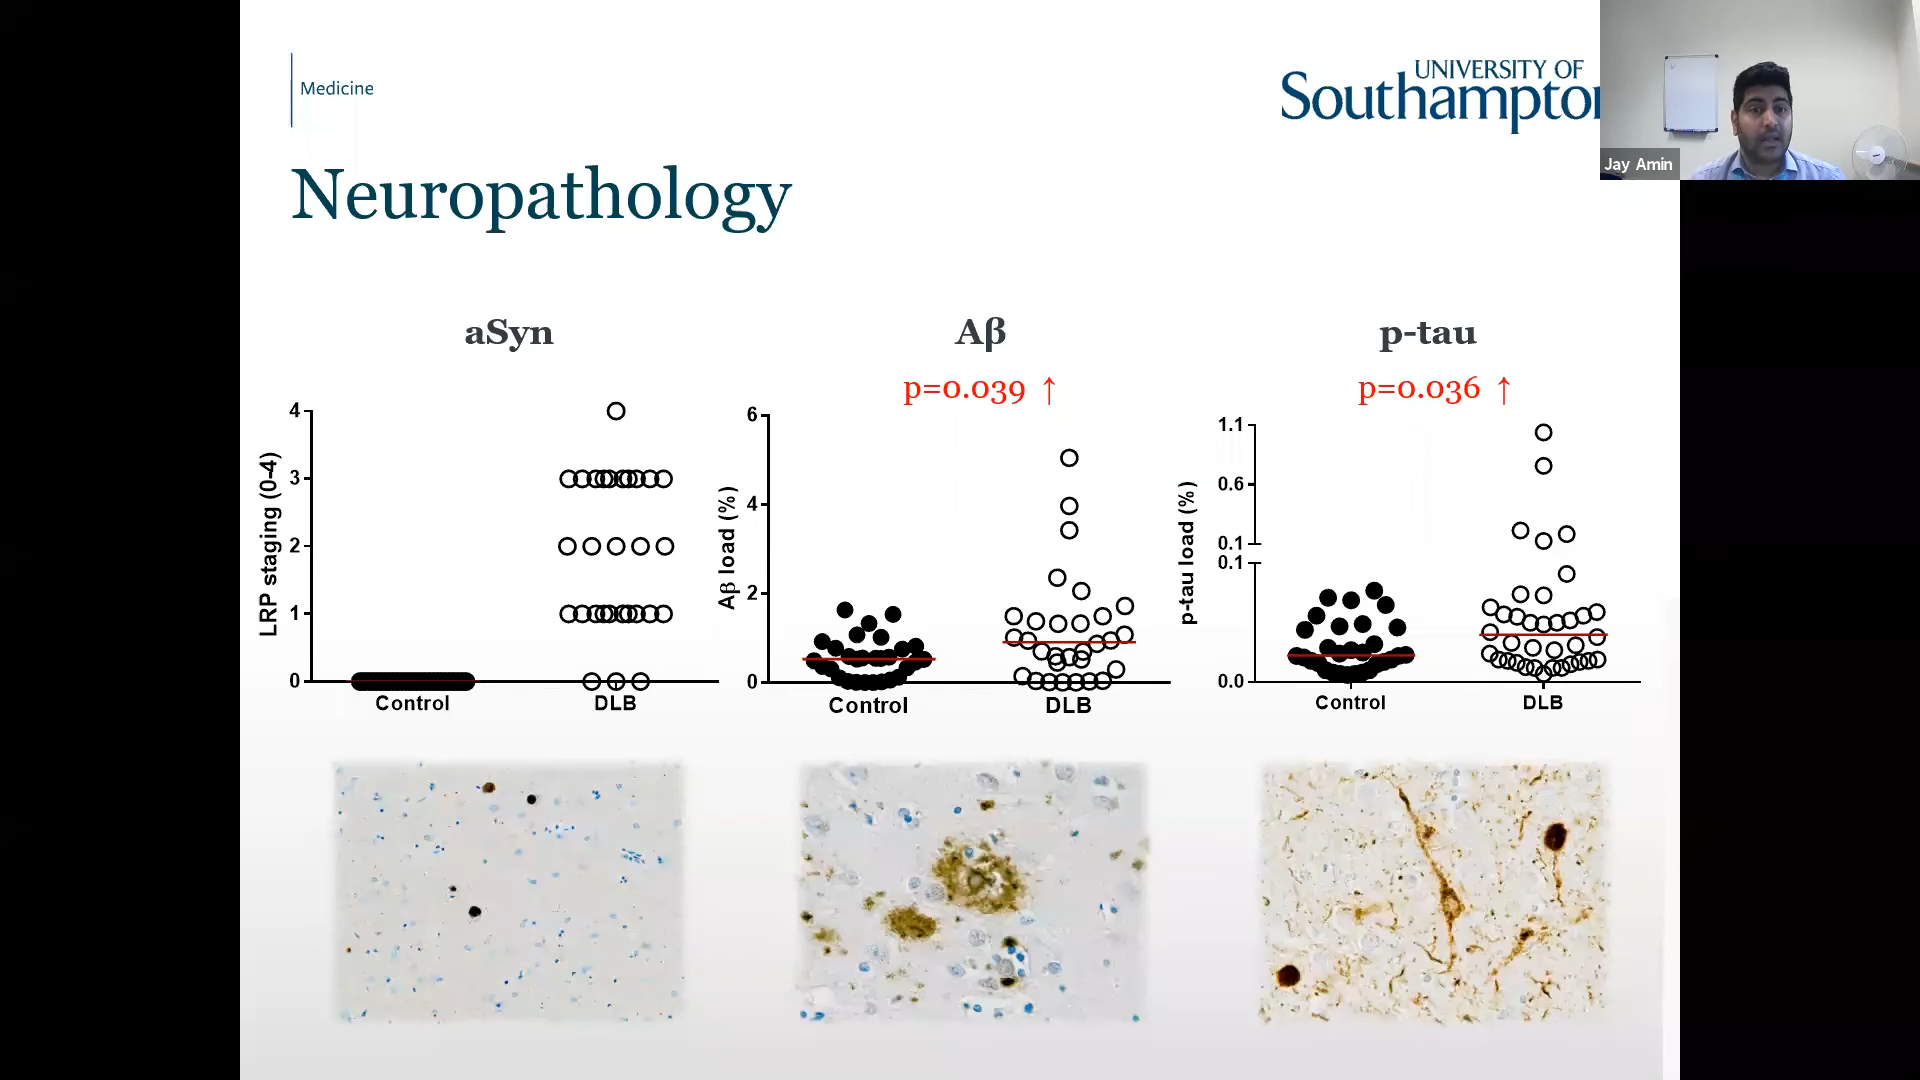 Medicine
UNIVERSITY OF
Southampto
Jay Amin
Neuropathology
aSyn
Aβ
p-tau
p=0.039 ↑
p=0.036 ↑
LRP staging (0-4)
4
3
2
1
0
Control
DLB
Aβ load (%)
6
4
2
0
Control
DLB
p-tau load (%)
1.1
0.6
0.1
0.1
0.0
Control
DLB